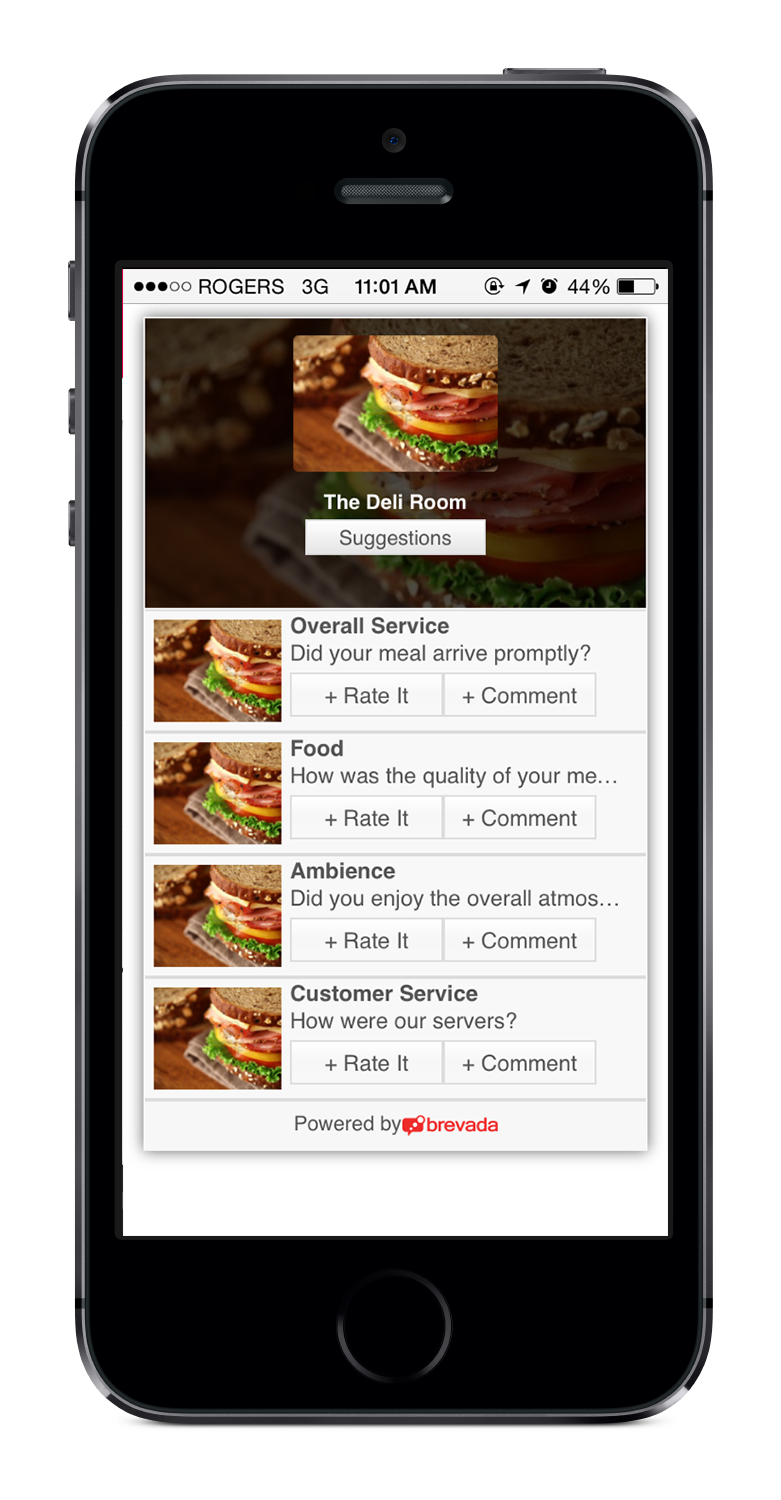 ROGERS 3G 11:01 AM 44%
The Deli Room
Suggestions
Overall Service
Did your meal arrive promptly?
+ Rate It + Comment
Food
How was the quality of your me...
+ Rate It + Comment
Ambience
Did you enjoy the overall atmos...
+ Rate It + Comment
Customer Service
How were our servers?
+ Rate It + Comment
Powered by brevada